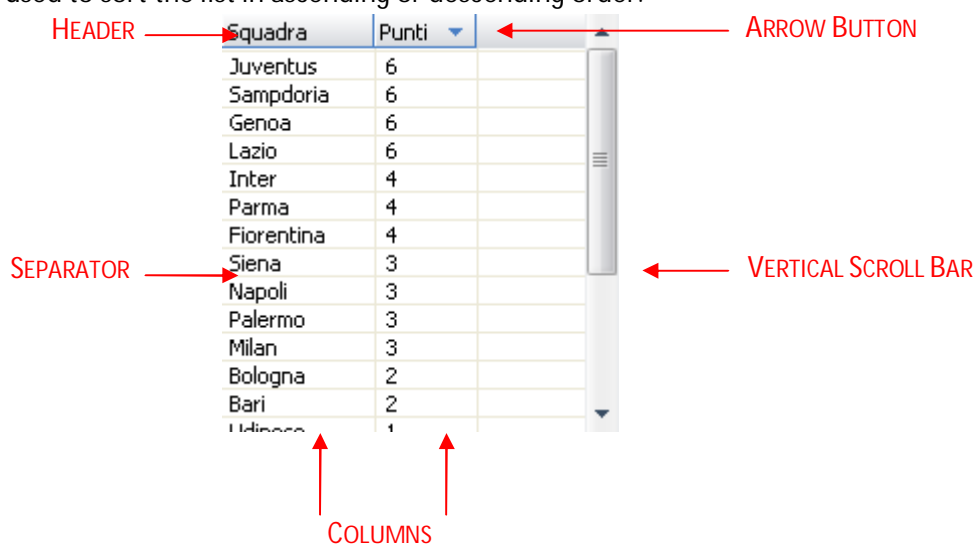 used to sort the list in ascending or descending order.
HEADER Squadra Punti ARROW BUTTON
Juventus 6
Sampdoria 6
Genoa 6
Lazio 6
Inter 4
Parma 4
Fiorentina 4
SEPARATOR Siena 3 VERTICAL SCROLL BAR
Napoli 3
Palermo 3
Milan 3
Bologna 2
Bari 2
Udinese 1
COLUMNS